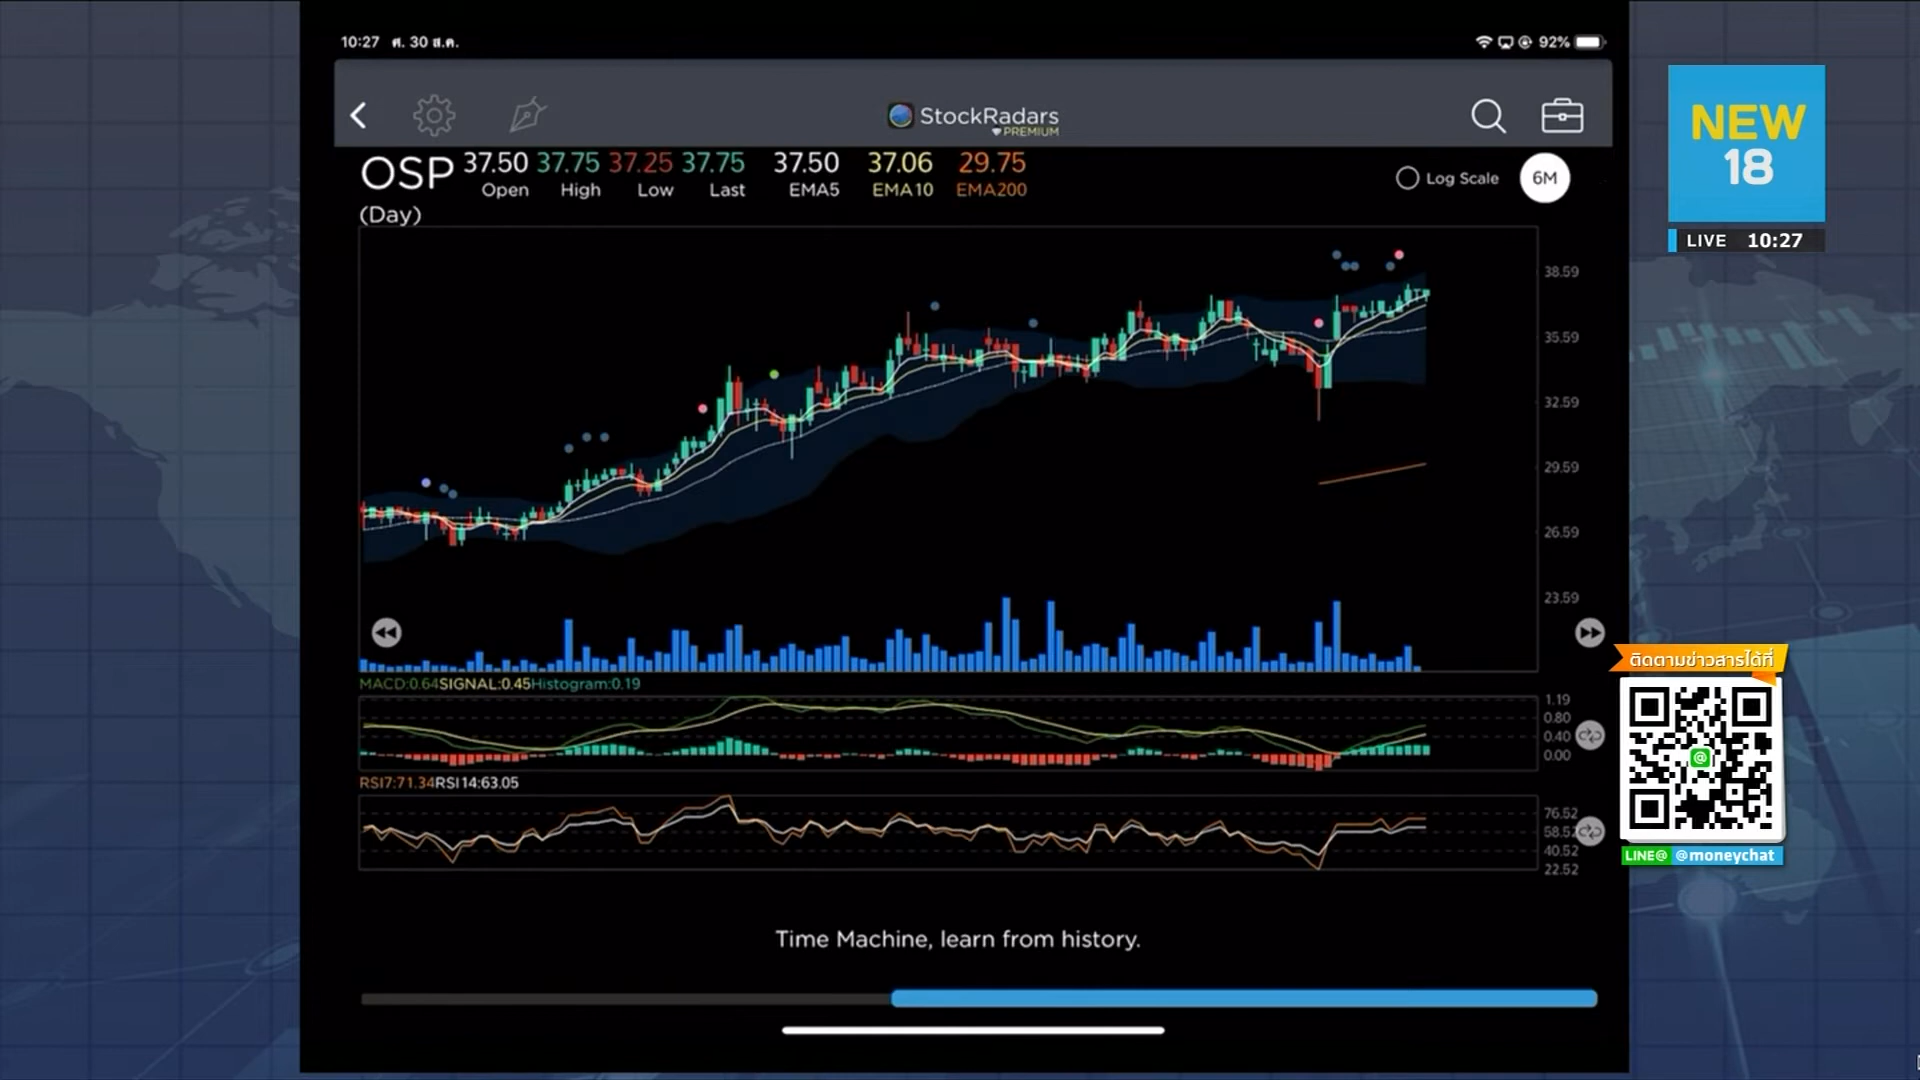 10:27 ศ. 30 ส.ค.
92%
StockRadars
PREMIUM
NEW
18
LIVE 10:27
OSP 37.50 37.75 37.25 37.75 37.50 37.06 29.75
Open High Low Last EMA5 EMA10 EMA200
Log Scale 6M
(Day)
38.59
35.59
32.59
29.59
26.59
23.59
MACD:0.64SIGNAL:0.45Histogram:0.19
1.19
0.80
0.40
0.00
RSI7:71.34RSI14:63.05
76.52
58.52
40.52
22.52
ติดตามข่าวสารได้ที่
LINE@ @moneychat
Time Machine, learn from history.